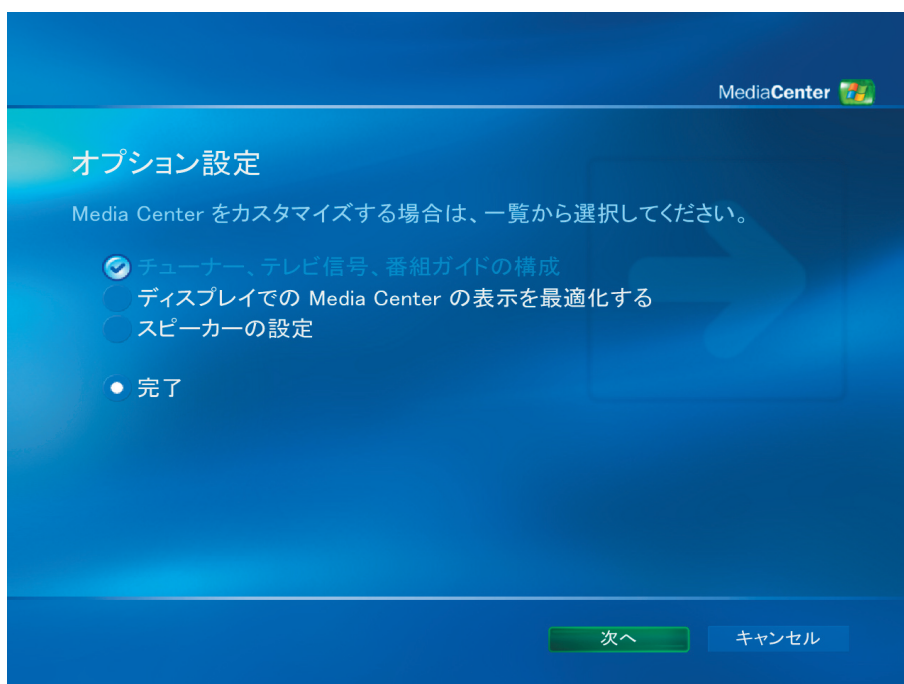 MediaCenter
オプション設定
Media Center をカスタマイズする場合は、一覧から選択してください。
チューナー、テレビ信号、番組ガイドの構成
ディスプレイでの Media Center の表示を最適化する
スピーカーの設定
完了
次へ キャンセル